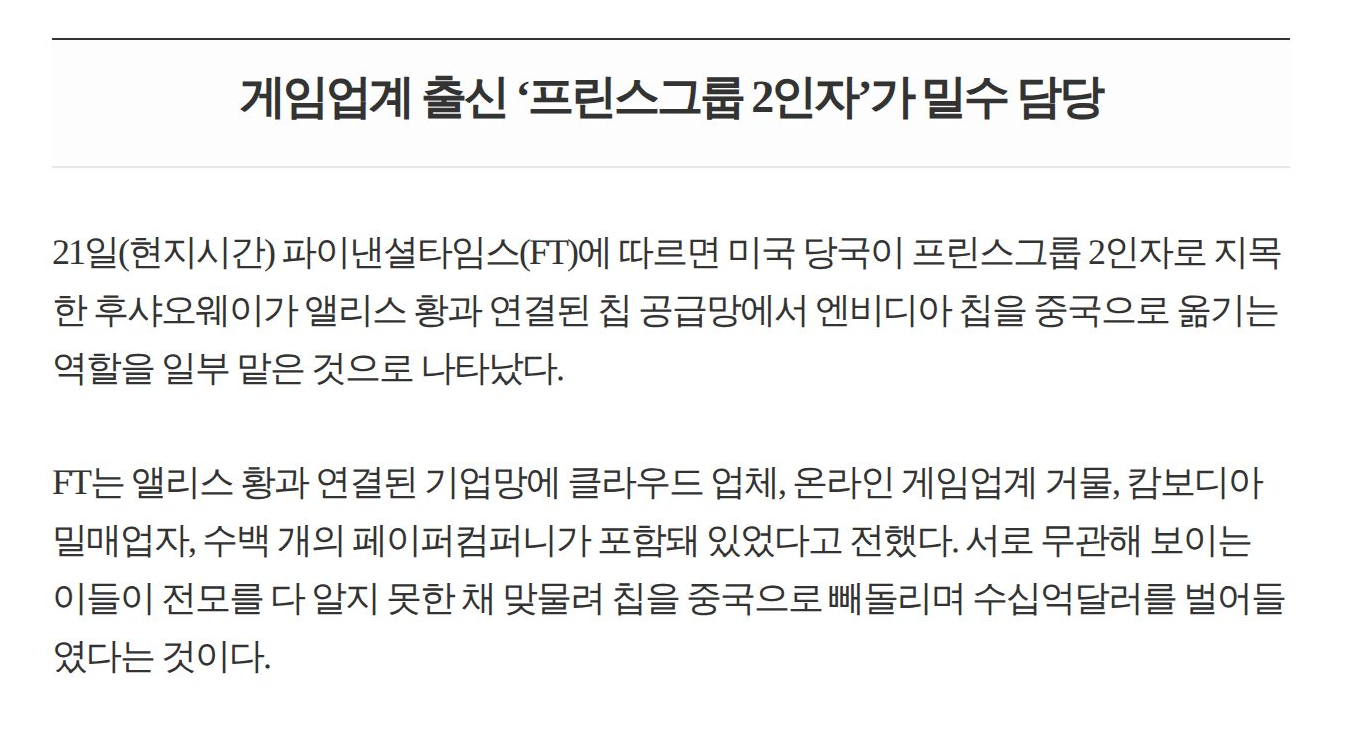 게임업계 출신 ‘프린스그룹 2인자’가 밀수 담당
21일(현지시간) 파이낸셜타임스(FT)에 따르면 미국 당국이 프린스그룹 2인자로 지목
한 후샤오웨이가 앨리스 황과 연결된 칩 공급망에서 엔비디아 칩을 중국으로 옮기는
역할을 일부 맡은 것으로 나타났다.
FT는 앨리스 황과 연결된 기업망에 클라우드 업체, 온라인 게임업계 거물, 캄보디아
밀매업자, 수백 개의 페이퍼컴퍼니가 포함돼 있었다고 전했다. 서로 무관해 보이는
이들이 전모를 다 알지 못한 채 맞물려 칩을 중국으로 빼돌리며 수십억달러를 벌어들
였다는 것이다.